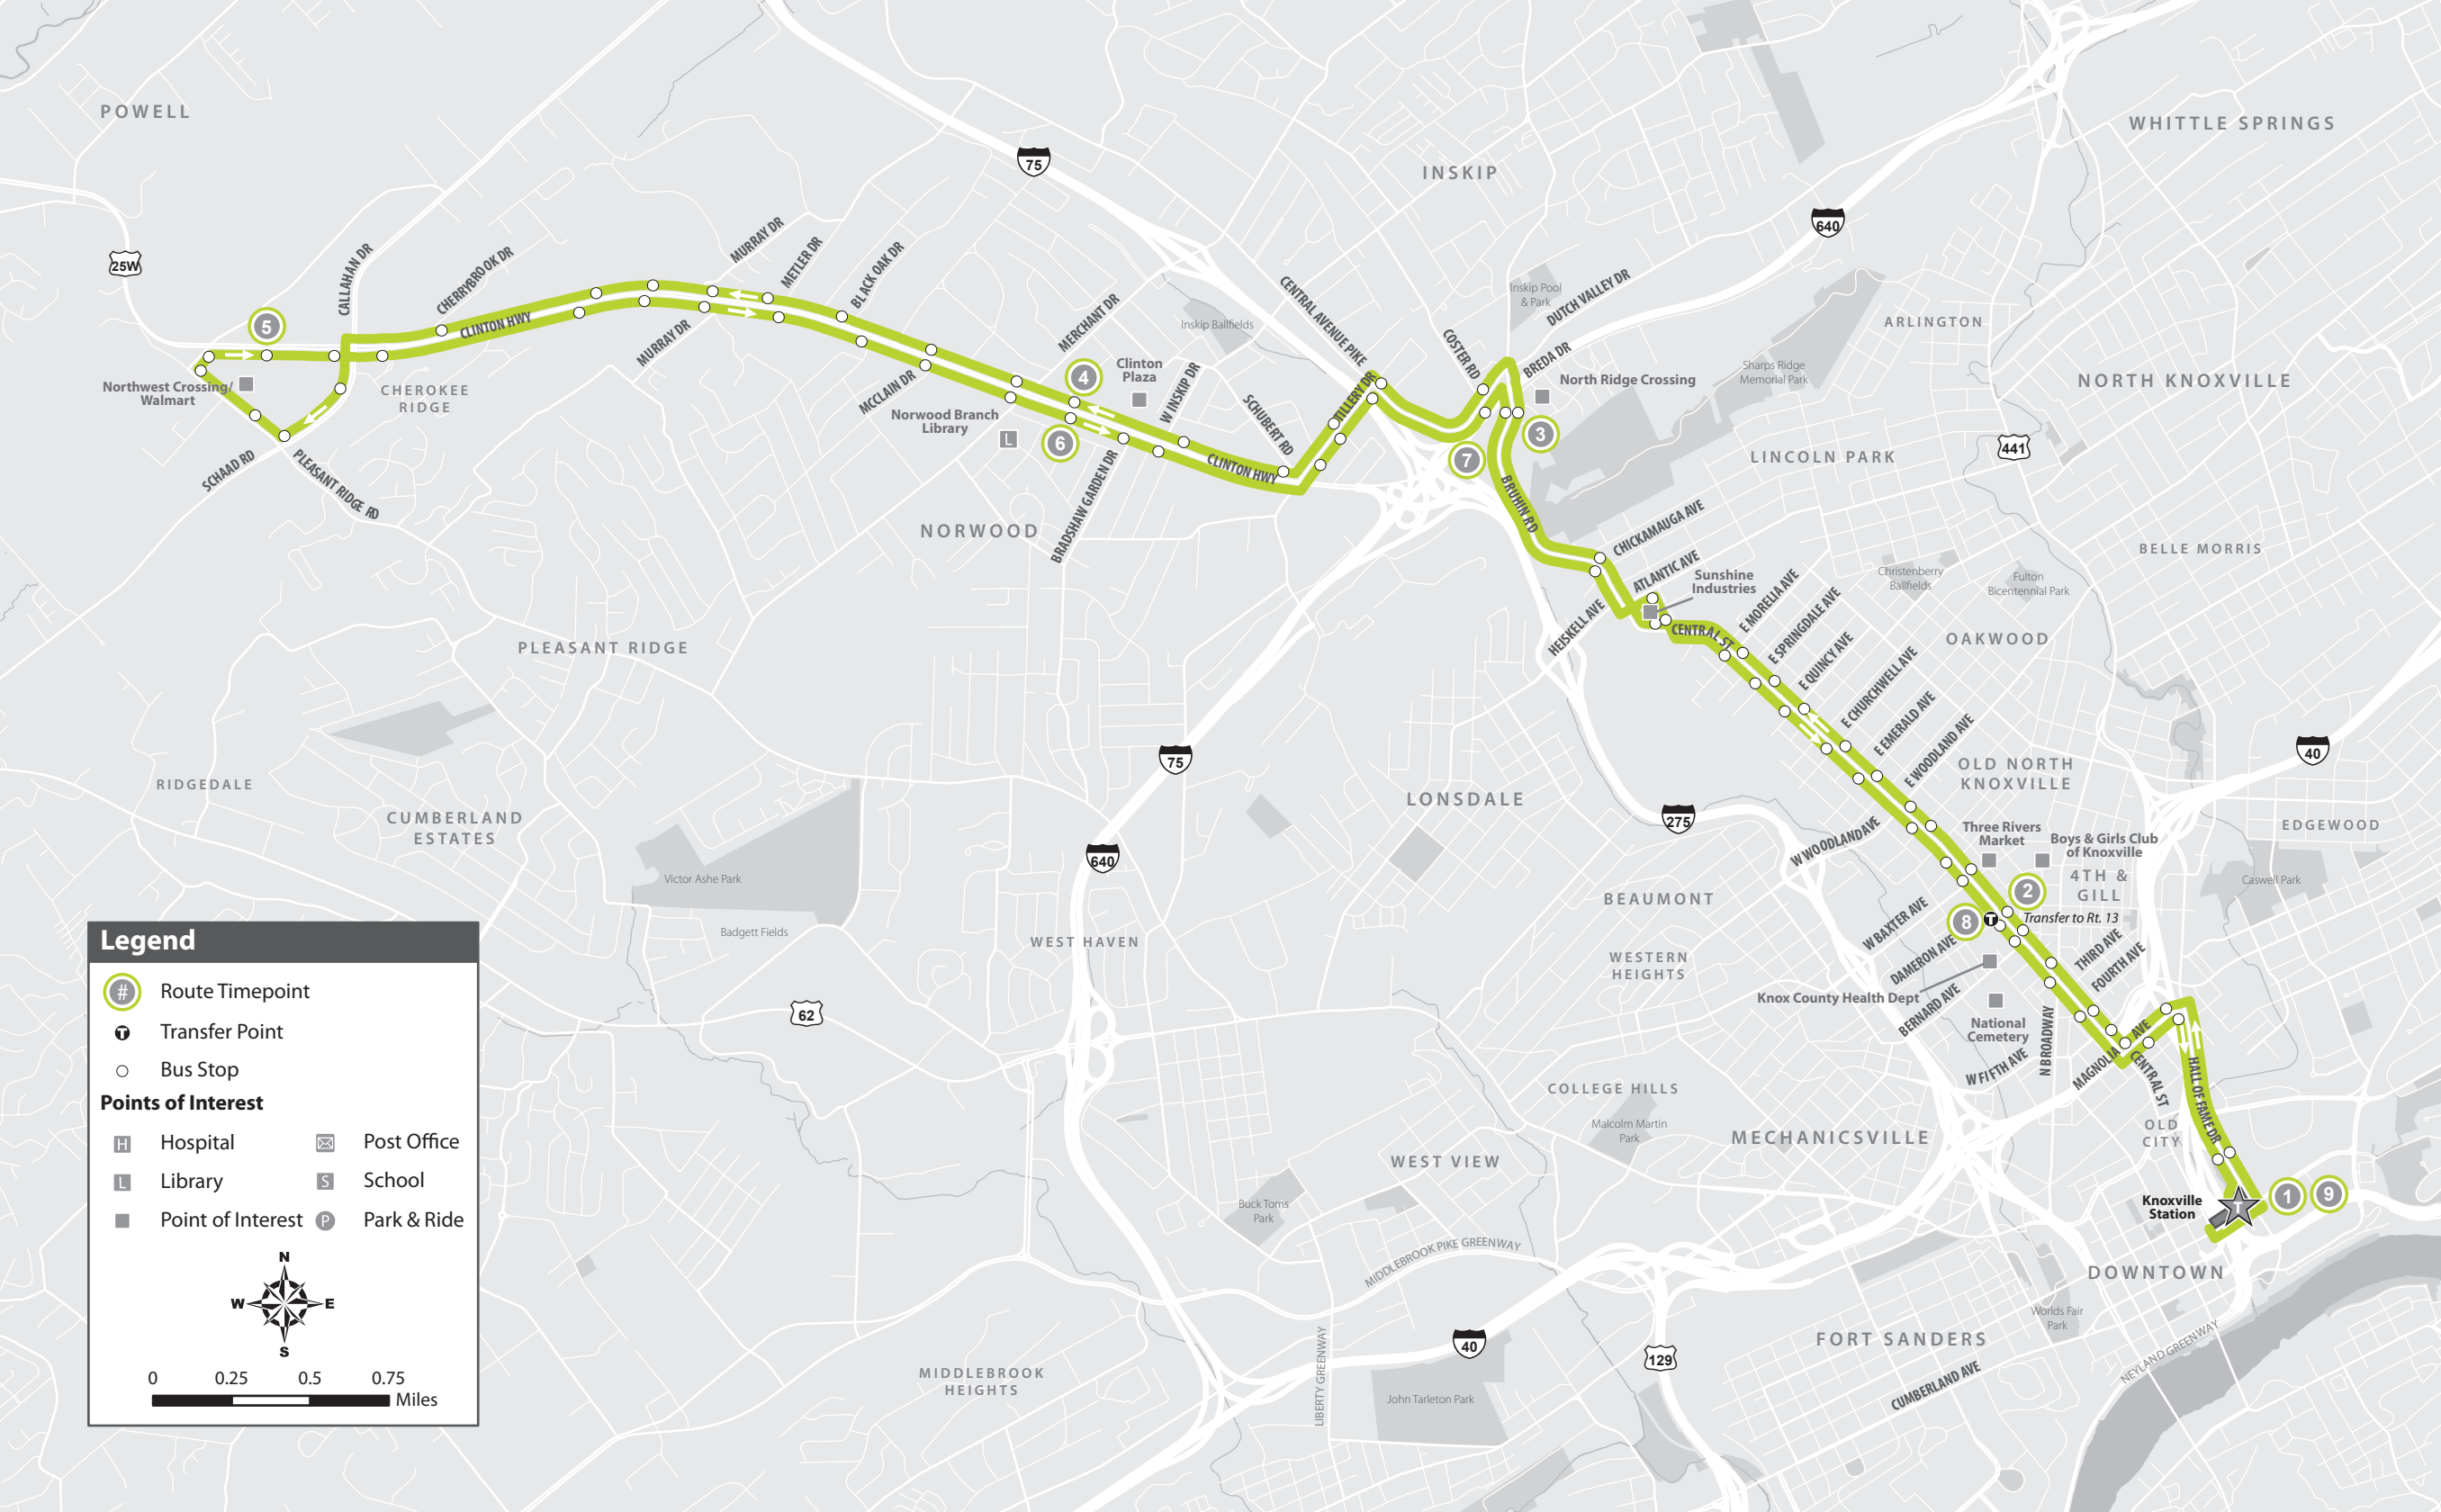 POWELL
WHITTLE SPRINGS
75
INSKIP
640
25W
CALLAHAN DR
CHERRYBROOK DR
MURRAY DR
METLER DR
BLACK OAK DR
CENTRAL AVENUE PIKE
Inskip Pool
& Park
DUTCH VALLEY DR
5
CLINTON HWY
MURRAY DR
MERCHANT DR
Inskip Ballfields
COSTER RD
BREDA DR
ARLINGTON
Sharps Ridge
Memorial Park
NORTH KNOXVILLE
Northwest Crossing/
Walmart
CHEROKEE
RIDGE
MCCLAIN DR
4
Clinton
Plaza
W INSKIP DR
TILLERY DR
North Ridge Crossing
Norwood Branch
Library
L
6
SCHUBERT RD
7
3
441
LINCOLN PARK
SCHAAD RD
PLEASANT RIDGE RD
CLINTON HWY
BRADSHAW GARDEN DR
NORWOOD
BRUHIN RD
CHICKAMAUGA AVE
BELLE MORRIS
ATLANTIC AVE
Sunshine
Industries
Christenberry
Ballfields
Fulton
Bicentennial Park
HEISKELL AVE
CENTRAL ST
E MORELIA AVE
E SPRINGDALE AVE
E QUINCY AVE
E CHURCHWELL AVE
E EMERALD AVE
E WOODLAND AVE
OAKWOOD
PLEASANT RIDGE
75
40
RIDGEDALE
CUMBERLAND
ESTATES
LONSDALE
275
OLD NORTH
KNOXVILLE
W WOODLAND AVE
Three Rivers
Market
Boys & Girls Club
of Knoxville
EDGEWOOD
640
Victor Ashe Park
4TH &
GILL
Caswell Park
BEAUMONT
2
8
T
Transfer to Rt. 13
W BAXTER AVE
Badgett Fields
WEST HAVEN
WESTERN
HEIGHTS
DAMERON AVE
THIRD AVE
FOURTH AVE
Knox County Health Dept
BERNARD AVE
62
National
Cemetery
W FIFTH AVE
N BROADWAY
MAGNOLIA AVE
CENTRAL ST
HALL OF FAME DR
COLLEGE HILLS
Malcolm Martin
Park
MECHANICSVILLE
OLD
CITY
WEST VIEW
Buck Toms
Park
Knoxville
Station
T
1
9
MIDDLEBROOK PIKE GREENWAY
DOWNTOWN
Worlds Fair
Park
FORT SANDERS
NEYLAND GREENWAY
40
129
LIBERTY GREENWAY
MIDDLEBROOK
HEIGHTS
John Tarleton Park
CUMBERLAND AVE
Legend
# Route Timepoint
T Transfer Point
Bus Stop
Points of Interest
H Hospital
Post Office
L Library
S School
Point of Interest
P Park & Ride
N
W E
S
0 0.25 0.5 0.75
Miles